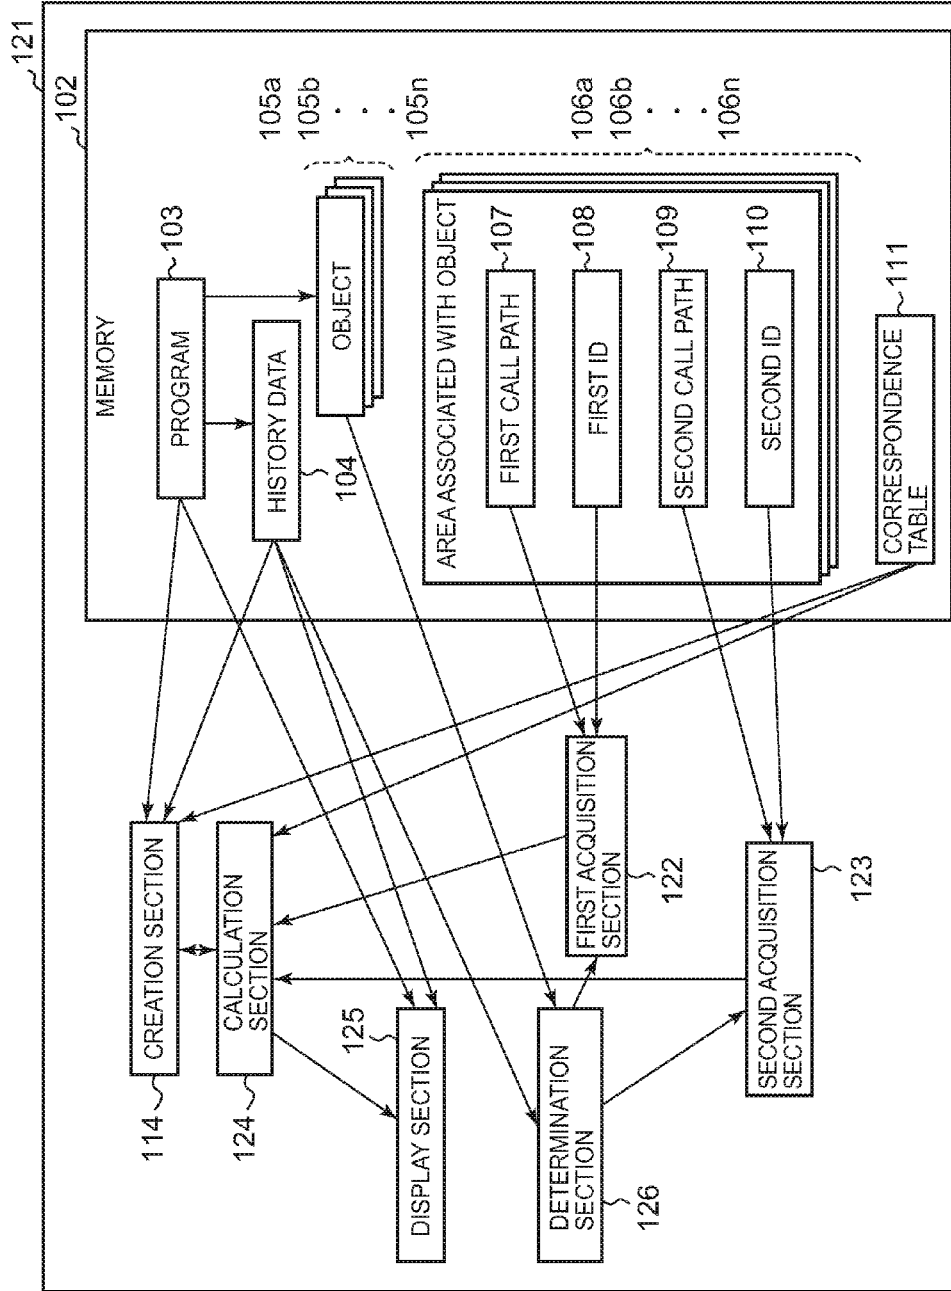 121
102
MEMORY
PROGRAM
103
HISTORY DATA
104
OBJECT
105a
105b
.
.
.
105n
AREA ASSOCIATED WITH OBJECT
106a
106b
.
.
.
106n
FIRST CALL PATH
107
FIRST ID
108
SECOND CALL PATH
109
SECOND ID
110
CORRESPONDENCE
TABLE
111
CREATION SECTION
114
CALCULATION
SECTION
124
DISPLAY SECTION
125
DETERMINATION
SECTION
126
FIRST ACQUISITION
SECTION
122
SECOND ACQUISITION
SECTION
123